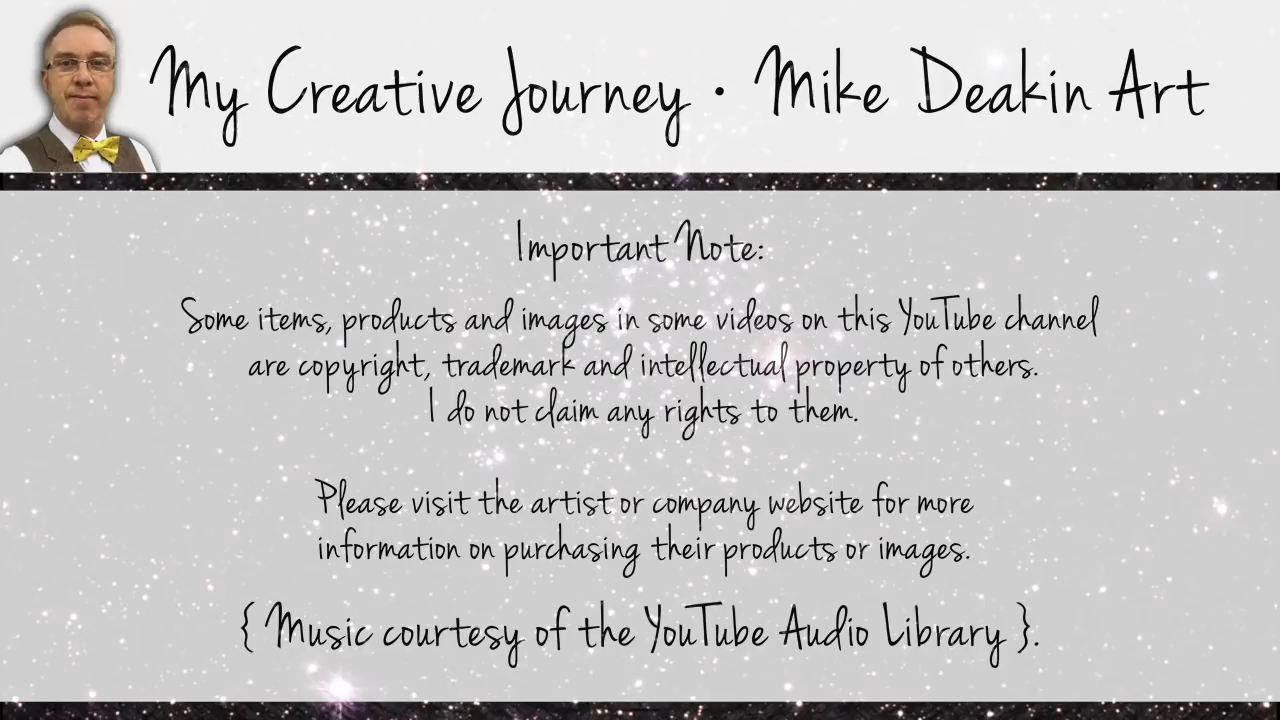 My Creative Journey • Mike Deakin Art
Important Note:
Some items, products and images in some videos on this YouTube channel
are copyright, trademark and intellectual property of others.
I do not claim any rights to them.
Please visit the artist or company website for more
information on purchasing their products or images.
{ Music courtesy of the YouTube Audio Library }.